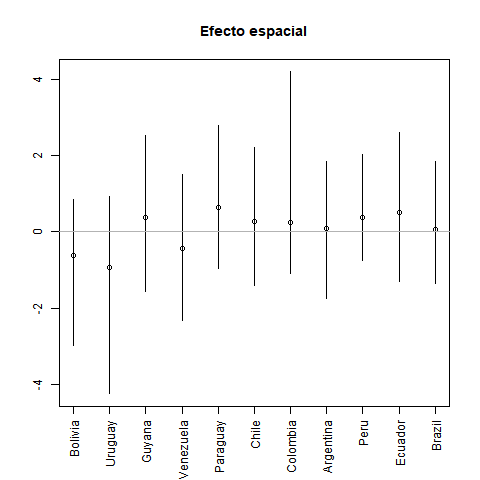 Efecto espacial
4
2
0
-2
-4
Bolivia
Uruguay
Guyana
Venezuela
Paraguay
Chile
Colombia
Argentina
Peru
Ecuador
Brazil